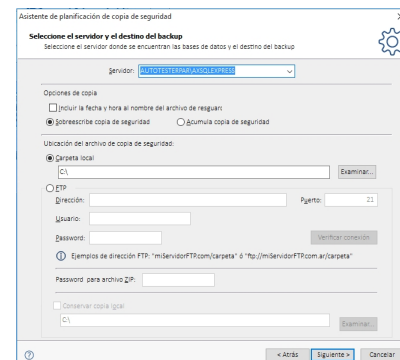 Asistente de planificación de copia de seguridad
Seleccione el servidor y el destino del backup
Seleccione el servidor donde se encuentran las bases de datos y el destino del backup
Servidor: AUTOTESTERPAR\AXSQLEXPRESS
Opciones de copia
Incluir la fecha y hora al nombre del archivo de resguar
Sobreescribe copia de seguridad Acumula copia de seguridad
Ubicación del archivo de copia de seguridad:
Carpeta local
C:\ Examinar...
FTP
Dirección: Puerto: 21
Usuario:
Password: Verificar conexión
Ejemplos de dirección FTP: "miServidorFTP.com/carpeta" ó "ftp://miServidorFTP.com.ar/carpeta"
Password para archivo ZIP:
Conservar copia local
C:\ Examinar...
< Atrás Siguiente > Cancelar